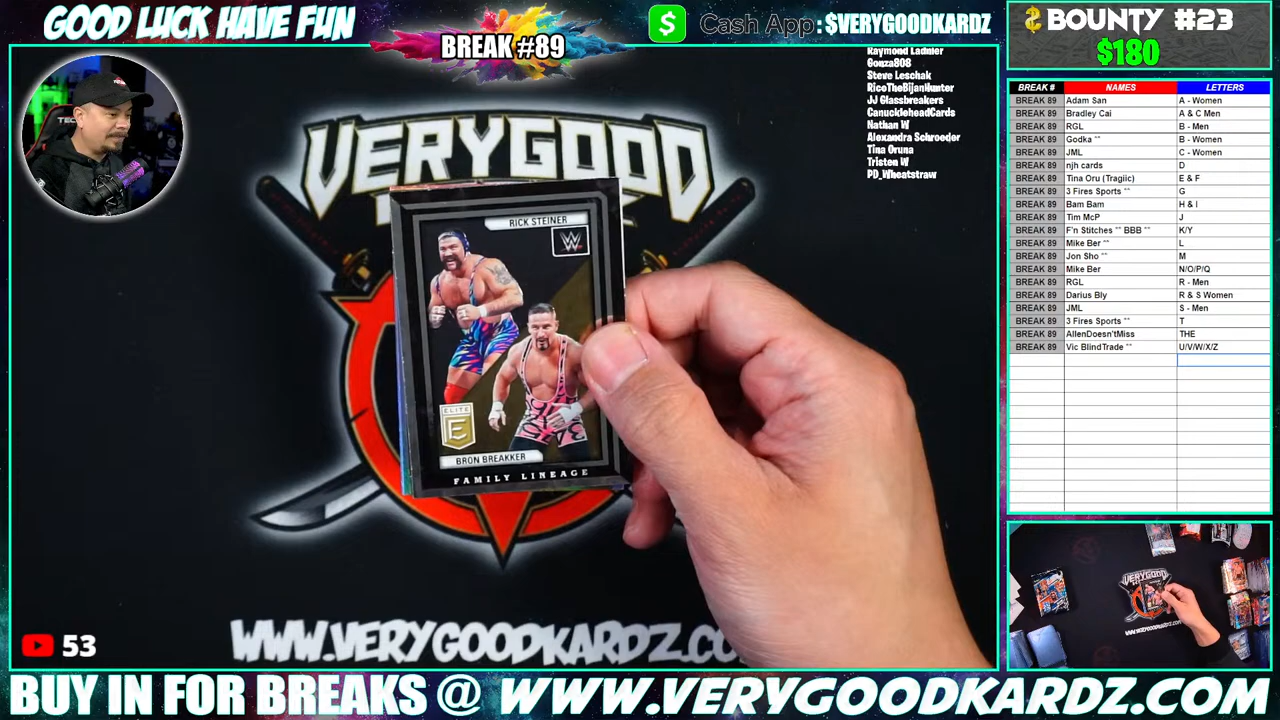 GOOD LUCK HAVE FUN
BREAK #89
$ Cash App : $VERYGOODKARDZ
$ BOUNTY #23
$180
Raymond Ladnier
Gonza808
Steve Leschak
RicoTheBijanHunter
JJ Glassbreakers
CanuckleheadCards
Nathan W
Alexandra Schroeder
Tina Oruna
Tristen W
PD_Wheatstraw
BREAK # NAMES LETTERS
BREAK 89 Adam San A - Women
BREAK 89 Bradley Cai A & C Men
BREAK 89 RGL B - Men
BREAK 89 Godka ** B - Women
BREAK 89 JML C - Women
BREAK 89 njh cards D
BREAK 89 Tina Oru (Tragiic) E & F
BREAK 89 3 Fires Sports ** G
BREAK 89 Bam Bam H & I
BREAK 89 Tim McP J
BREAK 89 F'n Stitches ** BBB ** K/Y
BREAK 89 Mike Ber ** L
BREAK 89 Jon Sho ** M
BREAK 89 Mike Ber N/O/P/Q
BREAK 89 RGL R - Men
BREAK 89 Darius Bly R & S Women
BREAK 89 JML S - Men
BREAK 89 3 Fires Sports ** T
BREAK 89 AllenDoesn'tMiss THE
BREAK 89 Vic BlindTrade ** U/V/W/X/Z
VERYGOOD
RICK STEINER
W
ELITE
E
BRON BREAKKER
FAMILY LINEAGE
WWW.VERYGOODKARDZ.CO
53
VERYGOOD
BUY IN FOR BREAKS @ WWW.VERYGOODKARDZ.COM